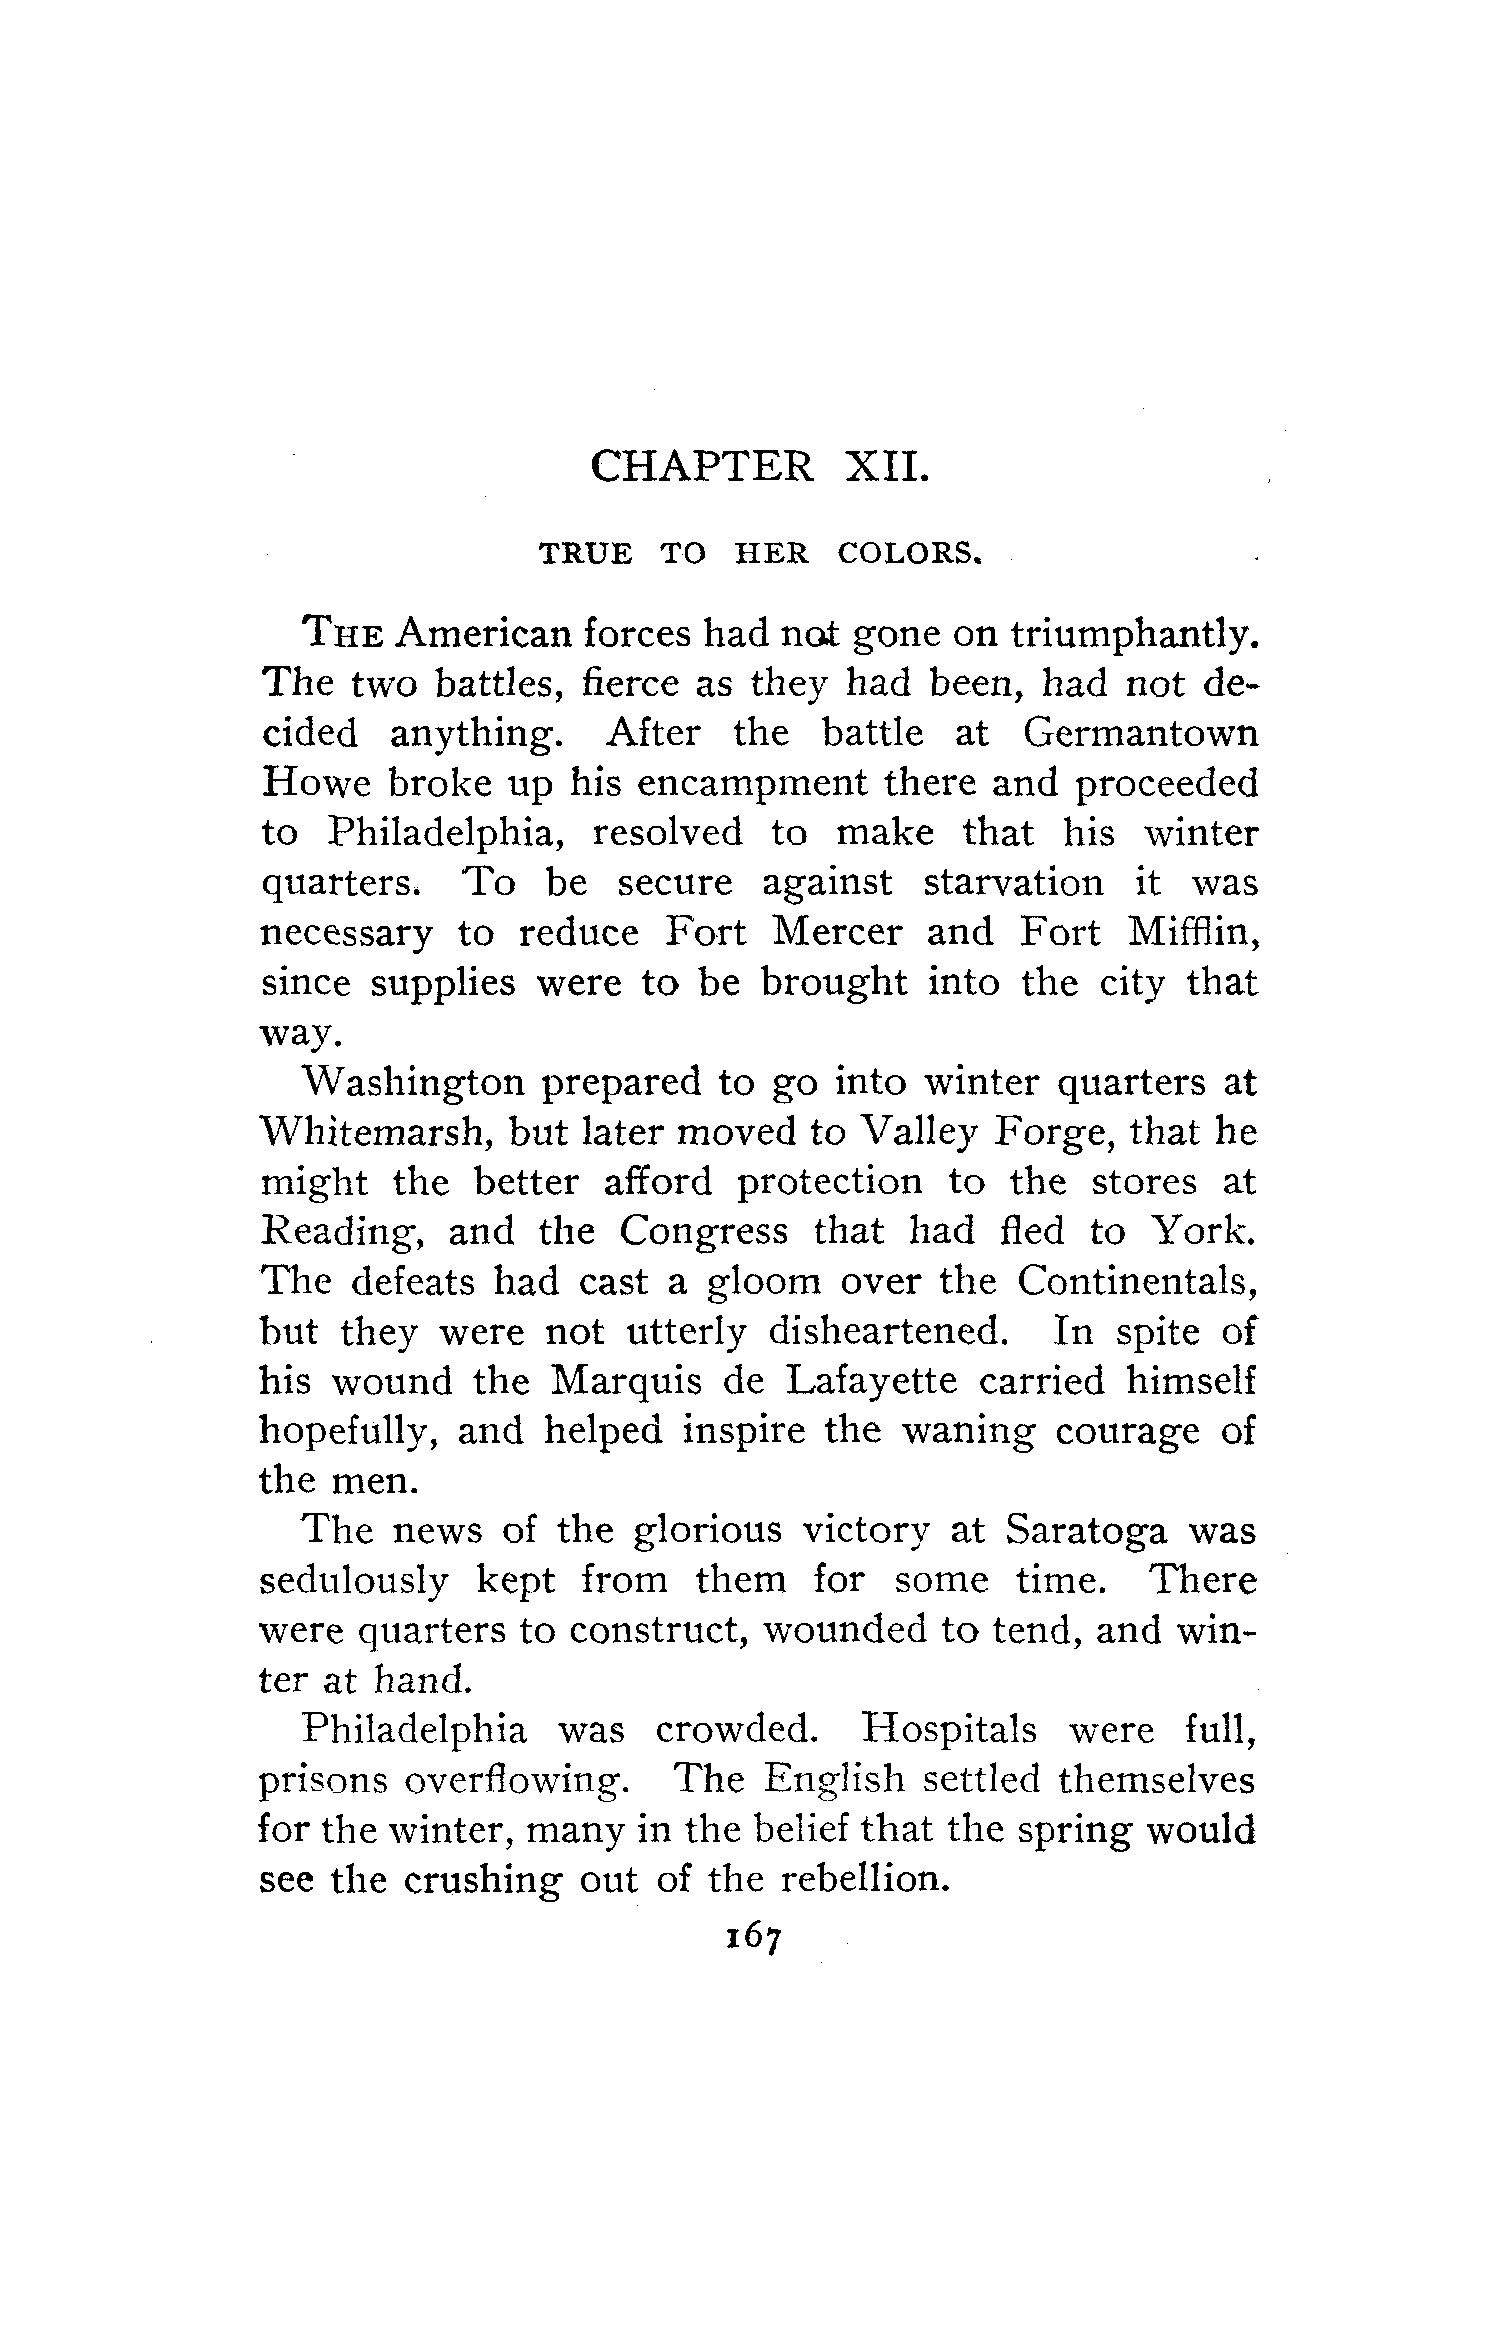 CHAPTER XII.
TRUE TO HER COLORS.
THE American forces had not gone on triumphantly.
The two battles, fierce as they had been, had not de-
cided anything. After the battle at Germantown
Howe broke up his encampment there and proceeded
to Philadelphia, resolved to make that his winter
quarters. To be secure against starvation it was
necessary to reduce Fort Mercer and Fort Mifflin,
since supplies were to be brought into the city that
way.
Washington prepared to go into winter quarters at
Whitemarsh, but later moved to Valley Forge, that he
might the better afford protection to the stores at
Reading, and the Congress that had fled to York.
The defeats had cast a gloom over the Continentals,
but they were not utterly disheartened. In spite of
his wound the Marquis de Lafayette carried himself
hopefully, and helped inspire the waning courage of
the men.
The news of the glorious victory at Saratoga was
sedulously kept from them for some time. There
were quarters to construct, wounded to tend, and win-
ter at hand.
Philadelphia was crowded. Hospitals were full,
prisons overflowing. The English settled themselves
for the winter, many in the belief that the spring would
see the crushing out of the rebellion.
167